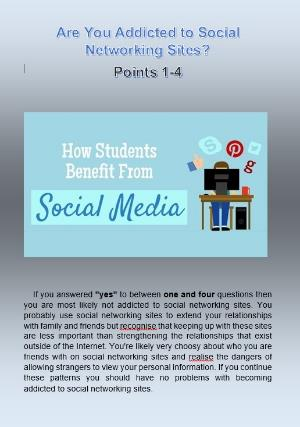 Are You Addicted to Social
Networking Sites?
Points 1-4
How Students
Benefit From
Social Media
If you answered "yes" to between one and four questions then
you are most likely not addicted to social networking sites. You
probably use social networking sites to extend your relationships
with family and friends but recognise that keeping up with these sites
are less important than strengthening the relationships that exist
outside of the Internet. You're likely very choosy about who you are
friends with on social networking sites and realise the dangers of
allowing strangers to view your personal information. If you continue
these patterns you should have no problems with becoming
addicted to social networking sites.